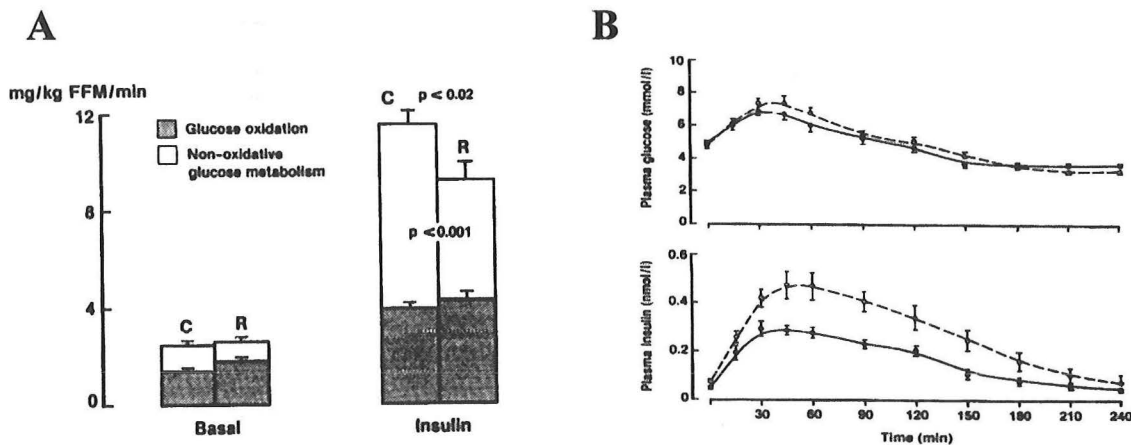 A
mg/kg FFM/min
12
8
4
0
Glucose oxidation
Non-oxidative
glucose metabolism
C
p < 0.02
R
p < 0.001
C
R
Basal
Insulin
B
Plasma glucose (mmol/l)
10
8
6
4
2
0
Plasma insulin (nmol/l)
0.6
0.4
0.2
0
30
60
90
120
150
180
210
240
Time (min)